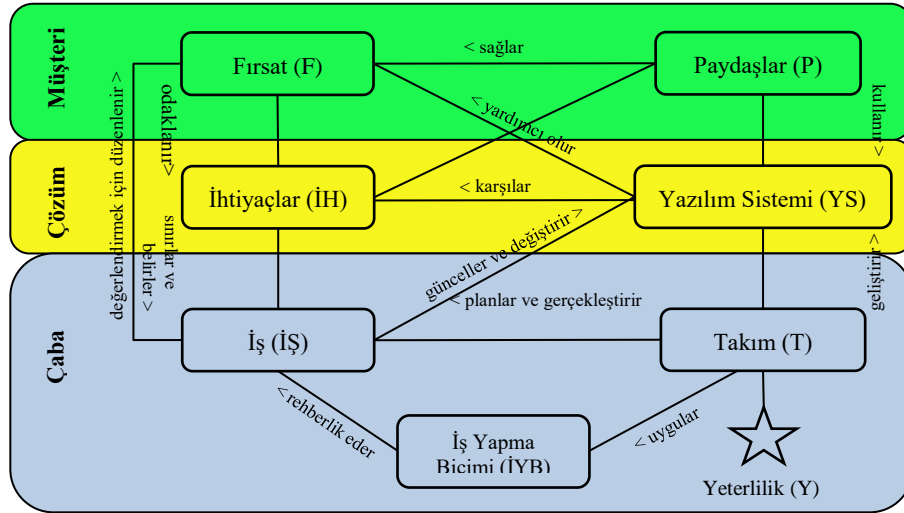 Müşteri
Fırsat (F)
< sağlar
Paydaşlar (P)
değerlendirmek için düzenlenir >
odaklanır>
< yardımcı olur
kullanır >
Çözüm
İhtiyaçlar (İH)
< karşılar
Yazılım Sistemi (YS)
sınırlar ve
belirler >
günceller ve değiştirir >
geliştirir>
< planlar ve gerçekleştirir
Çaba
İş (İŞ)
Takım (T)
< rehberlik eder
İş Yapma
Biçimi (İYB)
< uygular
Yeterlilik (Y)